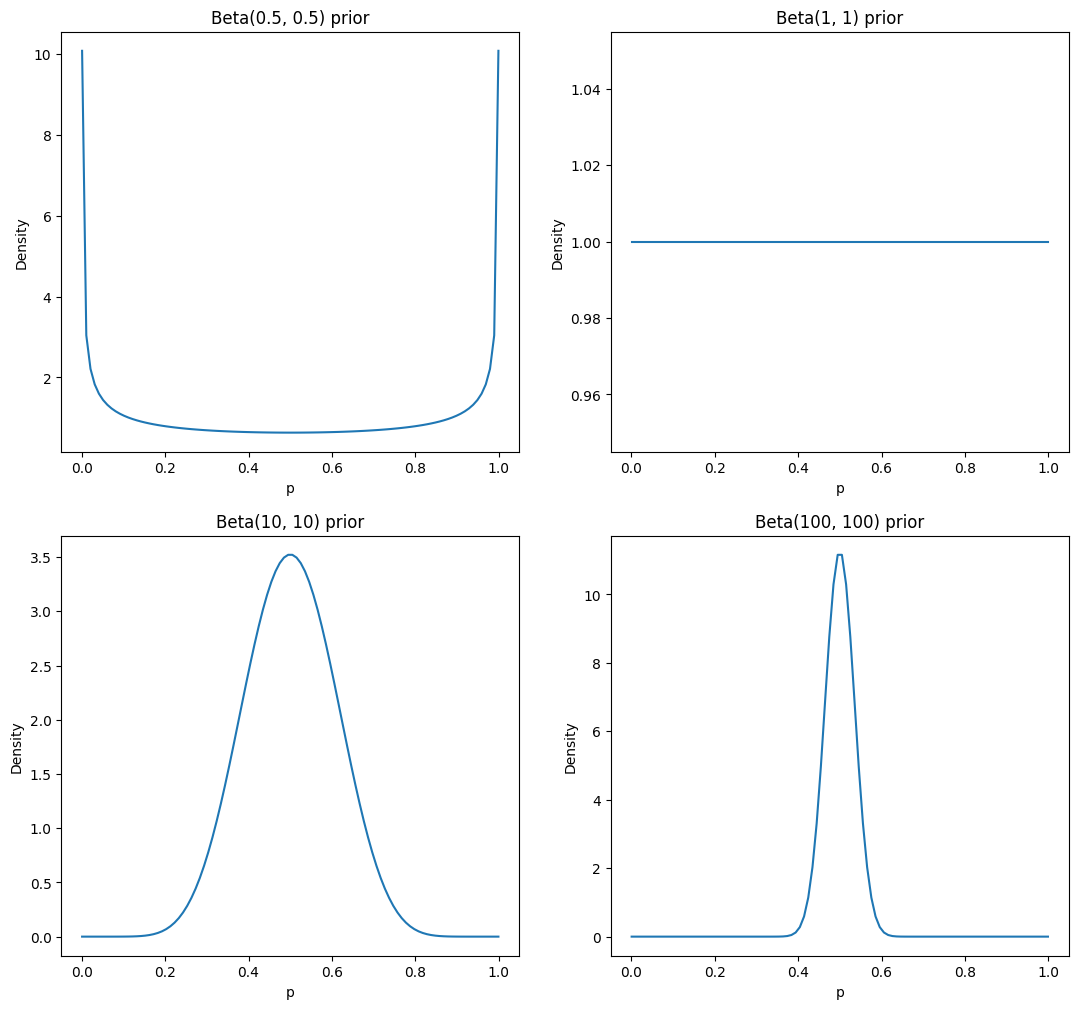 Beta(0.5, 0.5) prior
10
8
6
4
2
Density
0.0 0.2 0.4 0.6 0.8 1.0
p
Beta(1, 1) prior
1.04
1.02
1.00
0.98
0.96
Density
0.0 0.2 0.4 0.6 0.8 1.0
p
Beta(10, 10) prior
3.5
3.0
2.5
2.0
1.5
1.0
0.5
0.0
Density
0.0 0.2 0.4 0.6 0.8 1.0
p
Beta(100, 100) prior
10
8
6
4
2
0
Density
0.0 0.2 0.4 0.6 0.8 1.0
p